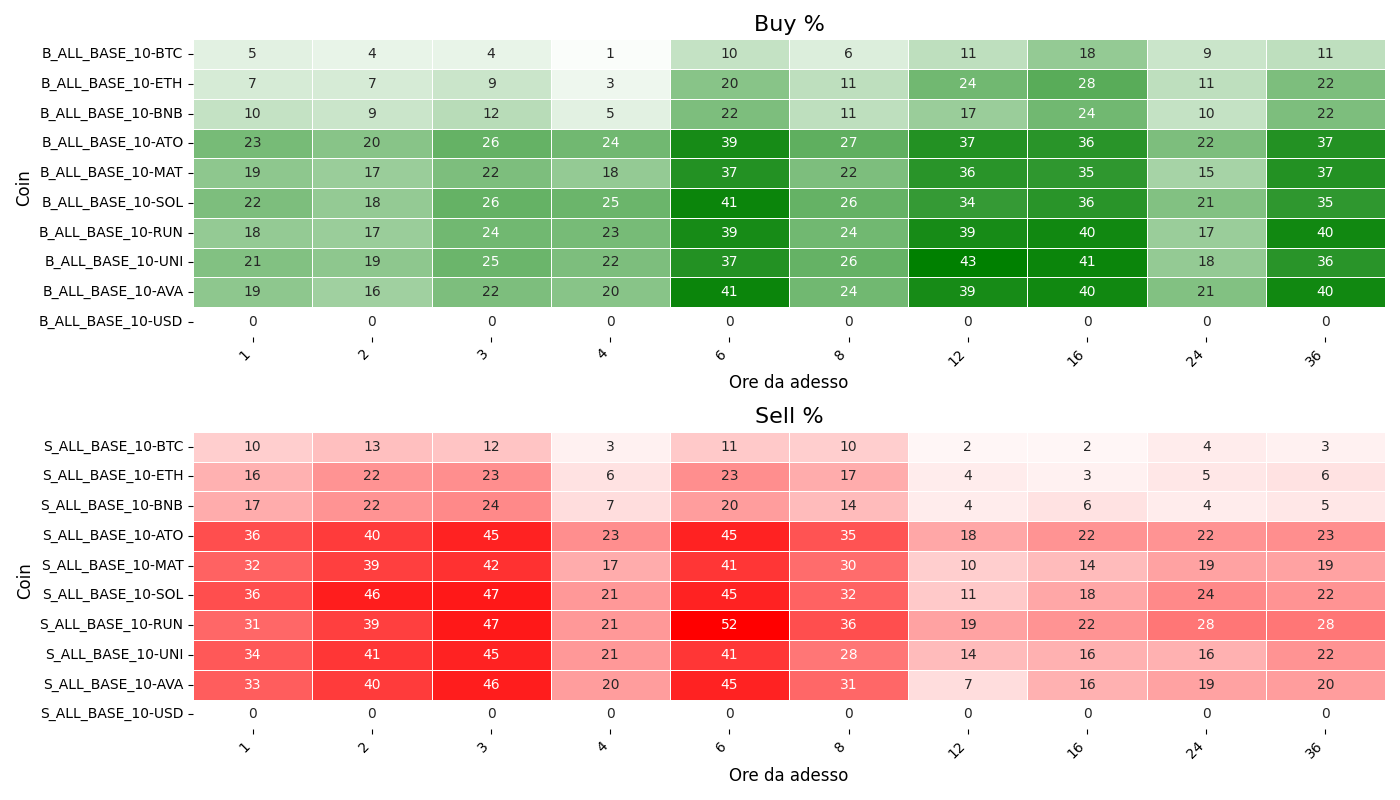 Buy %
Coin
B_ALL_BASE_10-BTC 5 4 4 1 10 6 11 18 9 11
B_ALL_BASE_10-ETH 7 7 9 3 20 11 24 28 11 22
B_ALL_BASE_10-BNB 10 9 12 5 22 11 17 24 10 22
B_ALL_BASE_10-ATO 23 20 26 24 39 27 37 36 22 37
B_ALL_BASE_10-MAT 19 17 22 18 37 22 36 35 15 37
B_ALL_BASE_10-SOL 22 18 26 25 41 26 34 36 21 35
B_ALL_BASE_10-RUN 18 17 24 23 39 24 39 40 17 40
B_ALL_BASE_10-UNI 21 19 25 22 37 26 43 41 18 36
B_ALL_BASE_10-AVA 19 16 22 20 41 24 39 40 21 40
B_ALL_BASE_10-USD 0 0 0 0 0 0 0 0 0 0
1 2 3 4 6 8 12 16 24 36
Ore da adesso
Sell %
Coin
S_ALL_BASE_10-BTC 10 13 12 3 11 10 2 2 4 3
S_ALL_BASE_10-ETH 16 22 23 6 23 17 4 3 5 6
S_ALL_BASE_10-BNB 17 22 24 7 20 14 4 6 4 5
S_ALL_BASE_10-ATO 36 40 45 23 45 35 18 22 22 23
S_ALL_BASE_10-MAT 32 39 42 17 41 30 10 14 19 19
S_ALL_BASE_10-SOL 36 46 47 21 45 32 11 18 24 22
S_ALL_BASE_10-RUN 31 39 47 21 52 36 19 22 28 28
S_ALL_BASE_10-UNI 34 41 45 21 41 28 14 16 16 22
S_ALL_BASE_10-AVA 33 40 46 20 45 31 7 16 19 20
S_ALL_BASE_10-USD 0 0 0 0 0 0 0 0 0 0
1 2 3 4 6 8 12 16 24 36
Ore da adesso